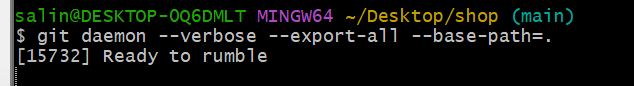 salin@DESKTOP-OQ6DMLT MINGW64 ~/Desktop/shop (main)
$ git daemon --verbose --export-all --base-path=.
[15732] Ready to rumble